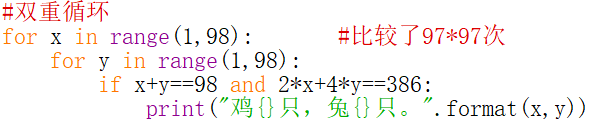 #双重循环
for x in range(1,98):        #比较了97*97次
    for y in range(1,98):
        if x+y==98 and 2*x+4*y==386:
            print("鸡{}只，兔{}只。".format(x,y))